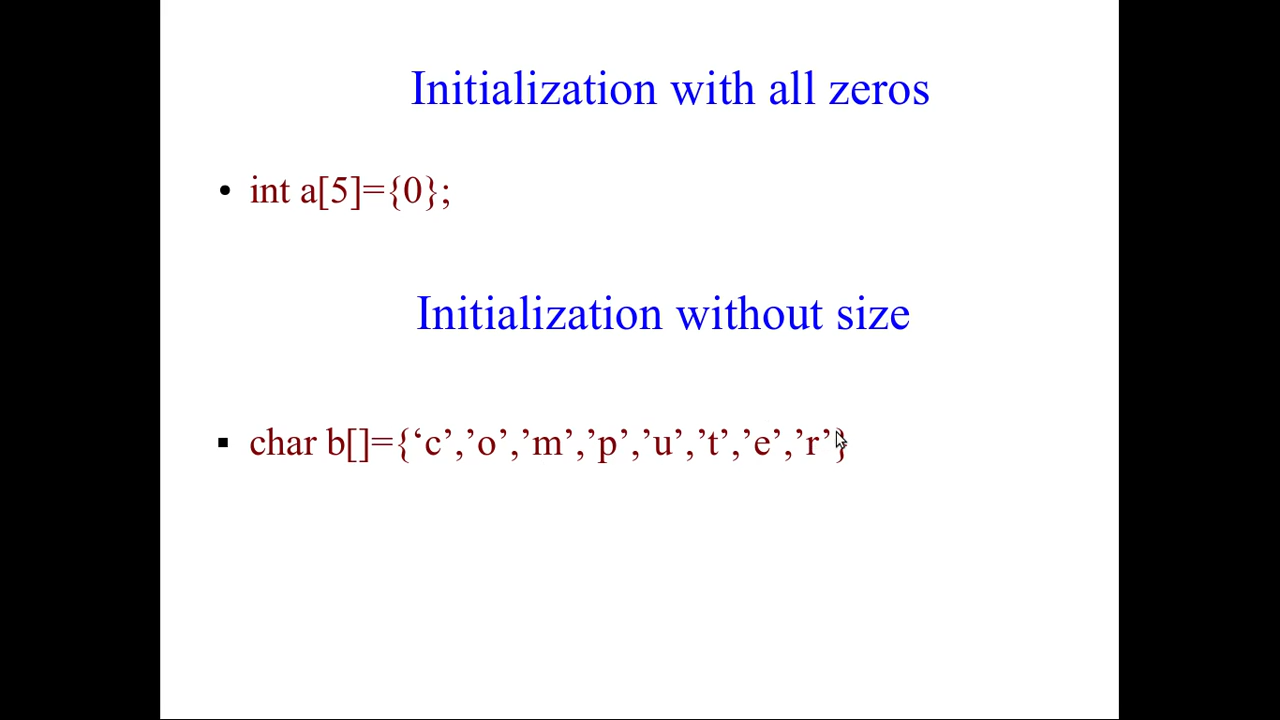 Initialization with all zeros
• int a[5]={0};
Initialization without size
▪ char b[]={‘c’,’o’,’m’,’p’,’u’,’t’,’e’,’r’}